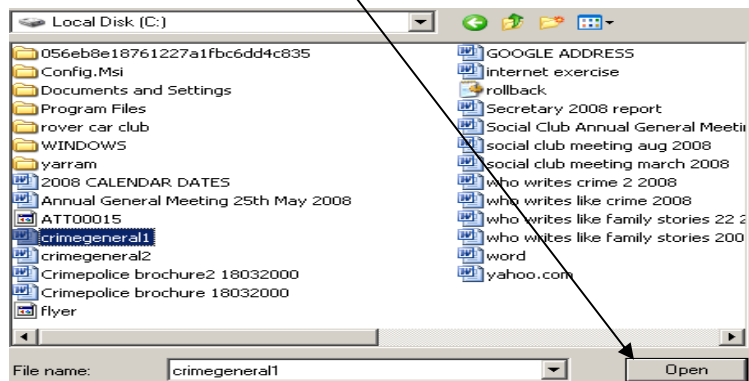 Local Disk (C:)
056eb8e18761227a1fbc6dd4c835
Config.Msi
Documents and Settings
Program Files
rover car club
WINDOWS
yarram
2008 CALENDAR DATES
Annual General Meeting 25th May 2008
ATT00015
crimegeneral1
crimegeneral2
Crimepolice brochure2 18032000
Crimepolice brochure 18032000
flyer
GOOGLE ADDRESS
internet exercise
rollback
Secretary 2008 report
Social Club Annual General Meeti
social club meeting aug 2008
social club meeting march 2008
who writes crime 2 2008
who writes like crime 2008
who writes like family stories 22 2
who writes like family stories 200
word
yahoo.com
File name:
crimegeneral1
Open